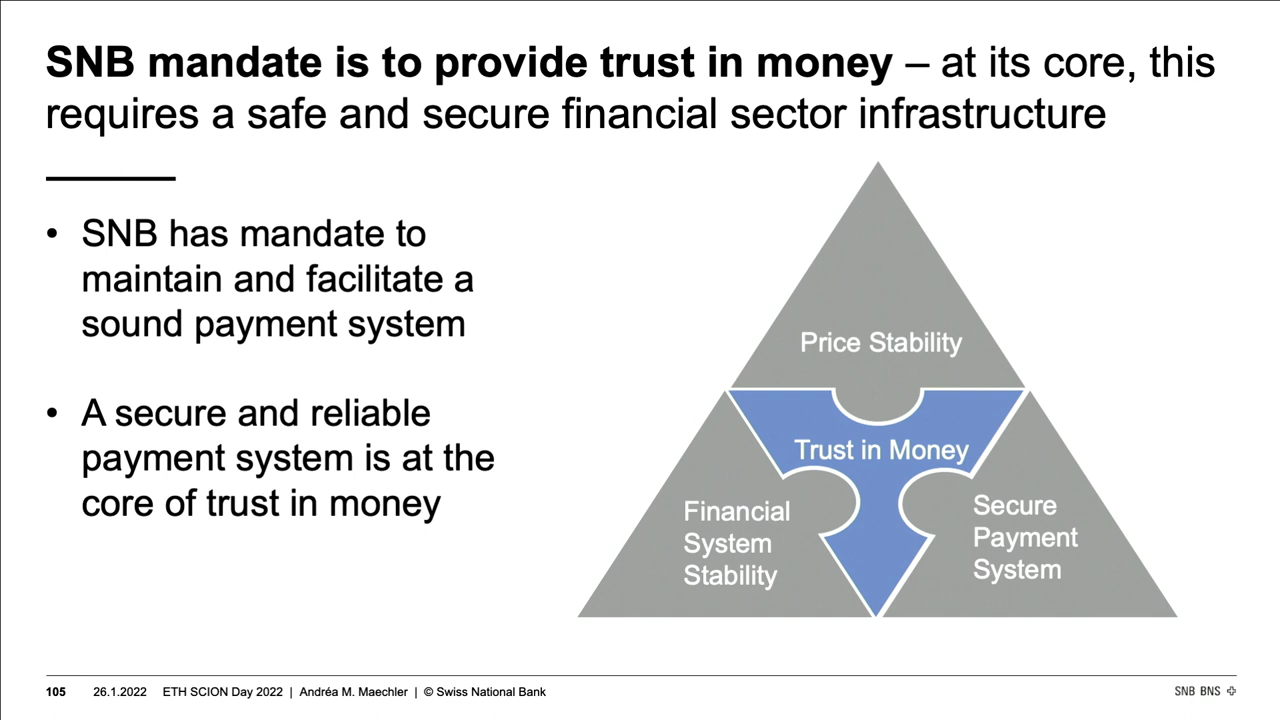 SNB mandate is to provide trust in money – at its core, this
requires a safe and secure financial sector infrastructure
• SNB has mandate to
maintain and facilitate a
sound payment system
• A secure and reliable
payment system is at the
core of trust in money
Price Stability
Trust in Money
Financial
System
Stability
Secure
Payment
System
105 26.1.2022 ETH SCION Day 2022 | Andréa M. Maechler | © Swiss National Bank
SNB BNS